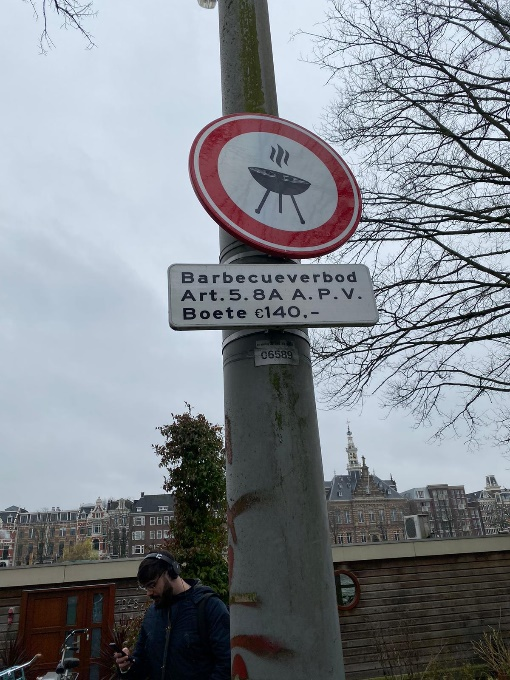 Barbecueverbod
Art.5.8A A.P.V.
Boete €140,-
06589